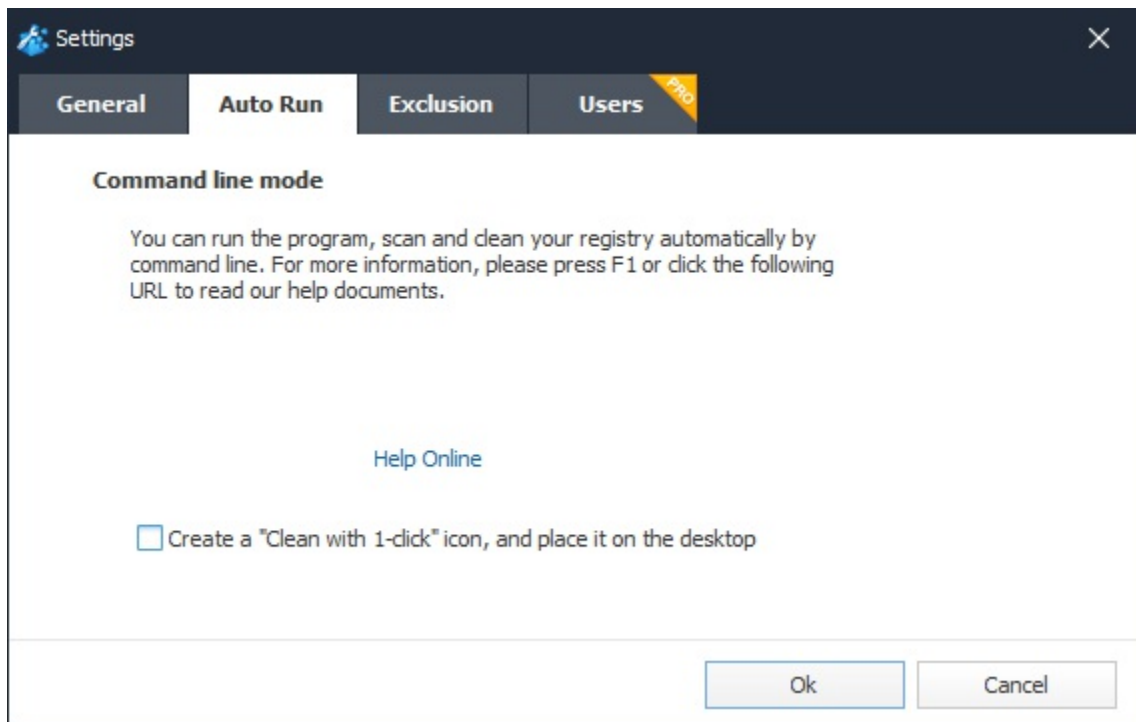 Settings
General
Auto Run
Exclusion
Users
PRO
Command line mode
You can run the program, scan and clean your registry automatically by
command line. For more information, please press F1 or click the following
URL to read our help documents.
Help Online
Create a "Clean with 1-click" icon, and place it on the desktop
Ok
Cancel